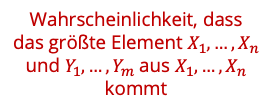 Wahrscheinlichkeit, dass
das größte Element X₁, … , Xₙ
und Y₁, … , Yₘ aus X₁, … , Xₙ
kommt